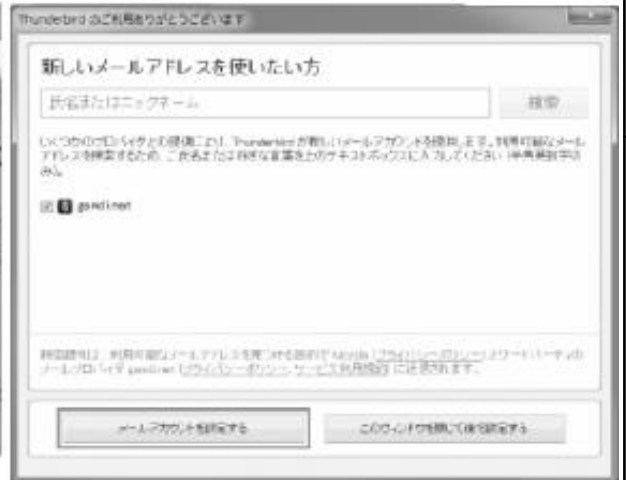 Thunderbird のご利用ありがとうございます
新しいメールアドレスを使いたい方
氏名またはニックネーム
検索
いくつかのプロバイダとの提携により、Thunderbird が新しいメールアカウントを提供します。利用可能なメール
アドレスを検索するため、ご氏名または好きな言葉を上のテキストボックスに入力してください (半角英数字の
み)。
gandi.net
検索語句は、利用可能なメールアドレスを見つける目的で Mozilla (プライバシーポリシー) とサードパーティの
メールプロバイダ gandi.net (プライバシーポリシー, サービス利用規約) に送信されます。
メールアカウントを設定する
このウィンドウを閉じて後で設定する